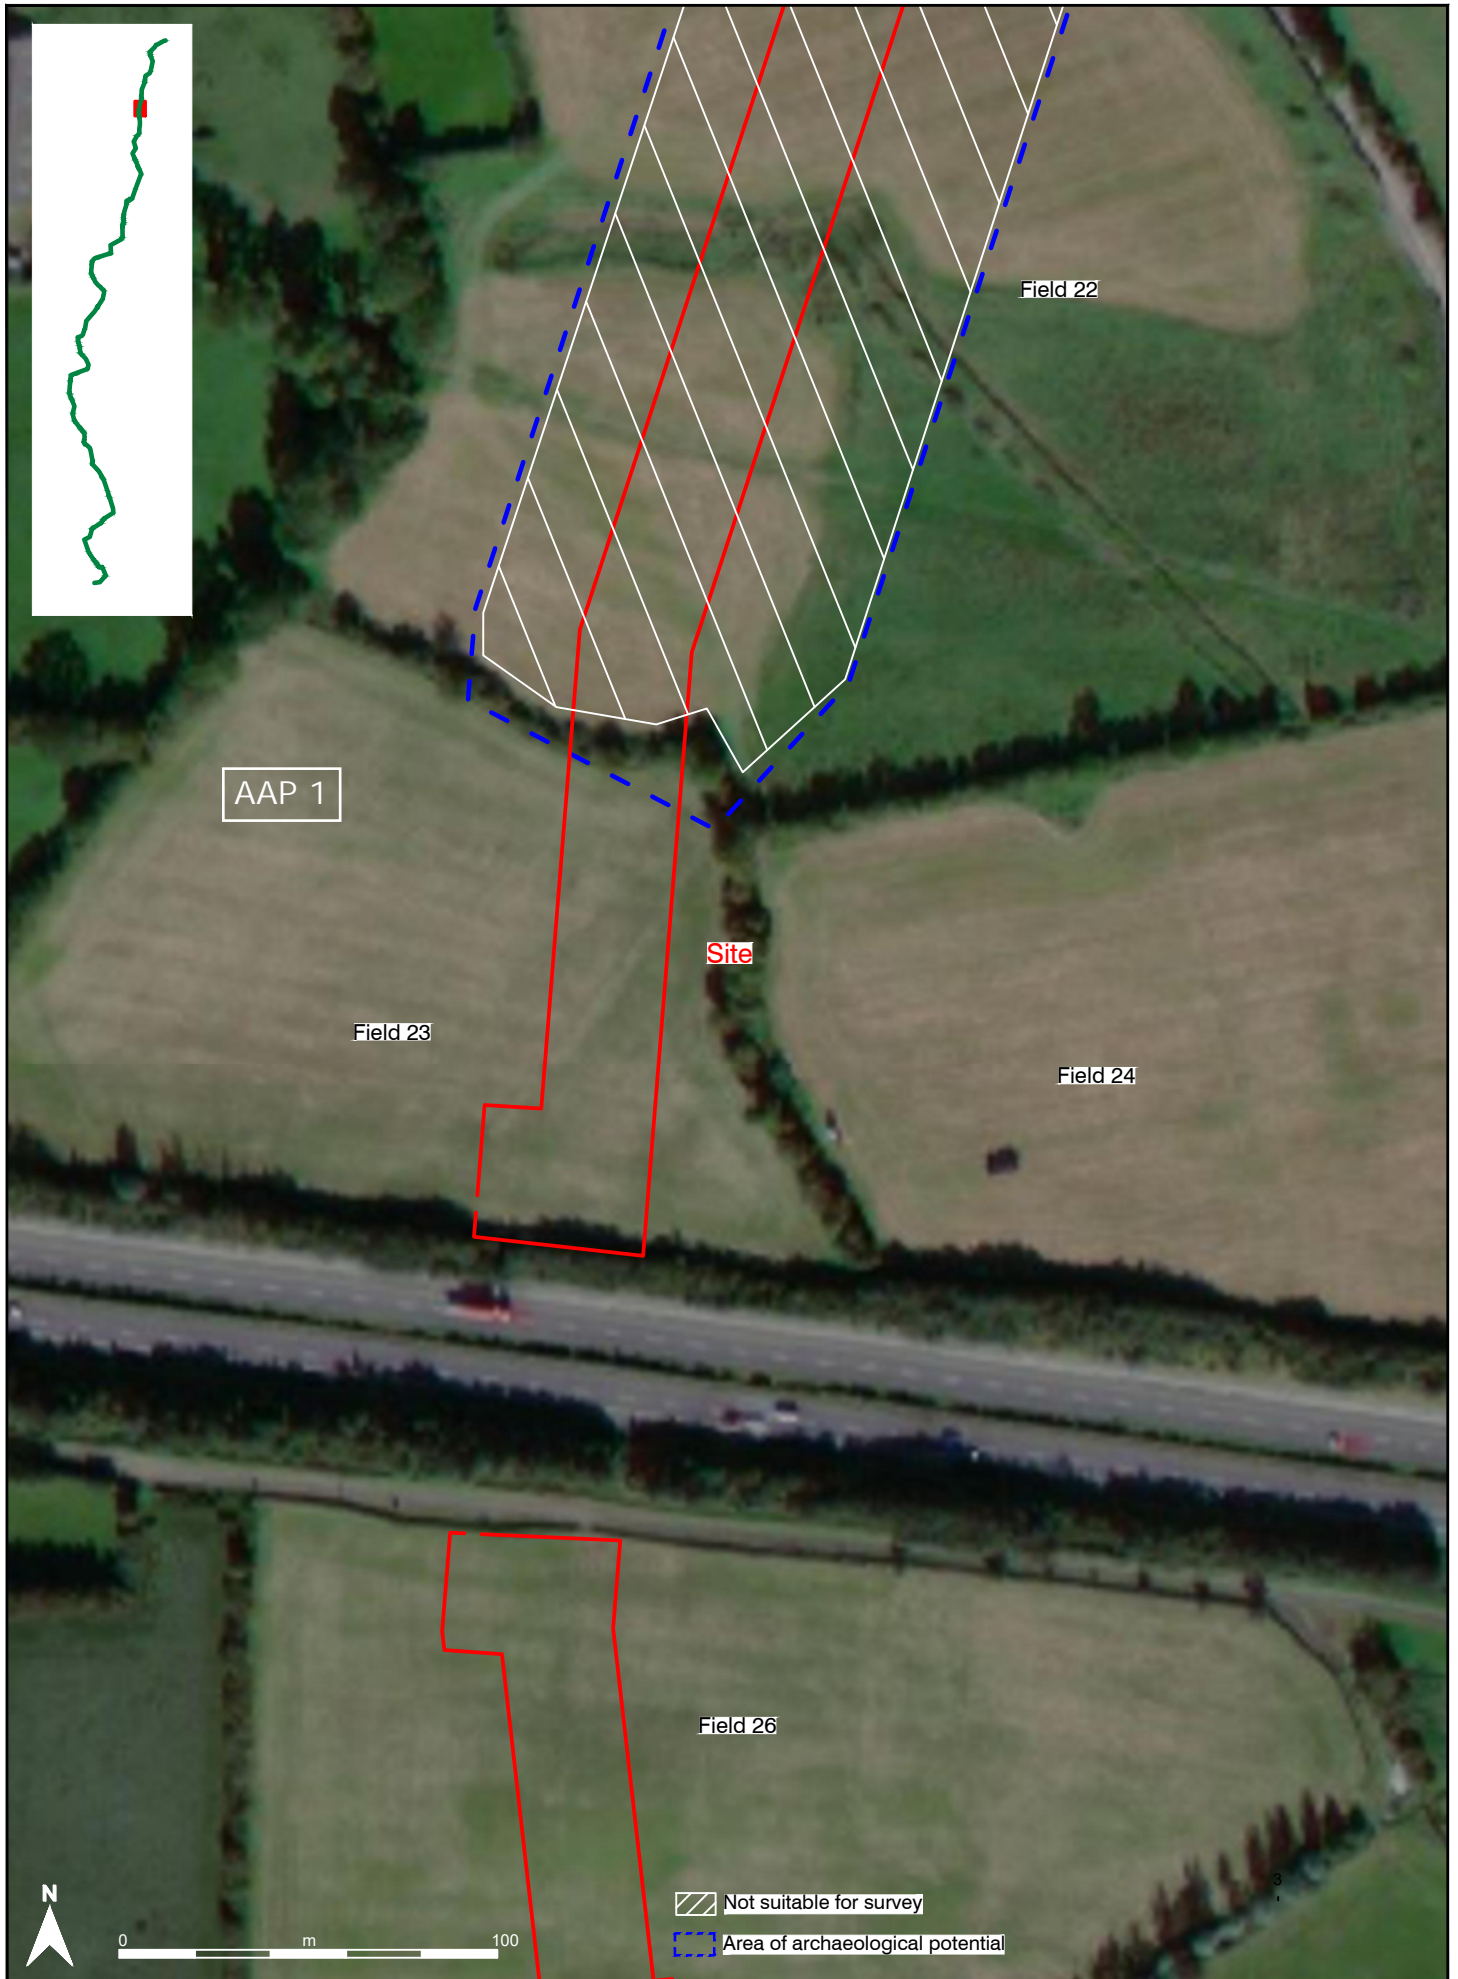 Field 22
AAP 1
Site
Field 23
Field 24
Field 26
3
N
0 m 100
Not suitable for survey
Area of archaeological potential